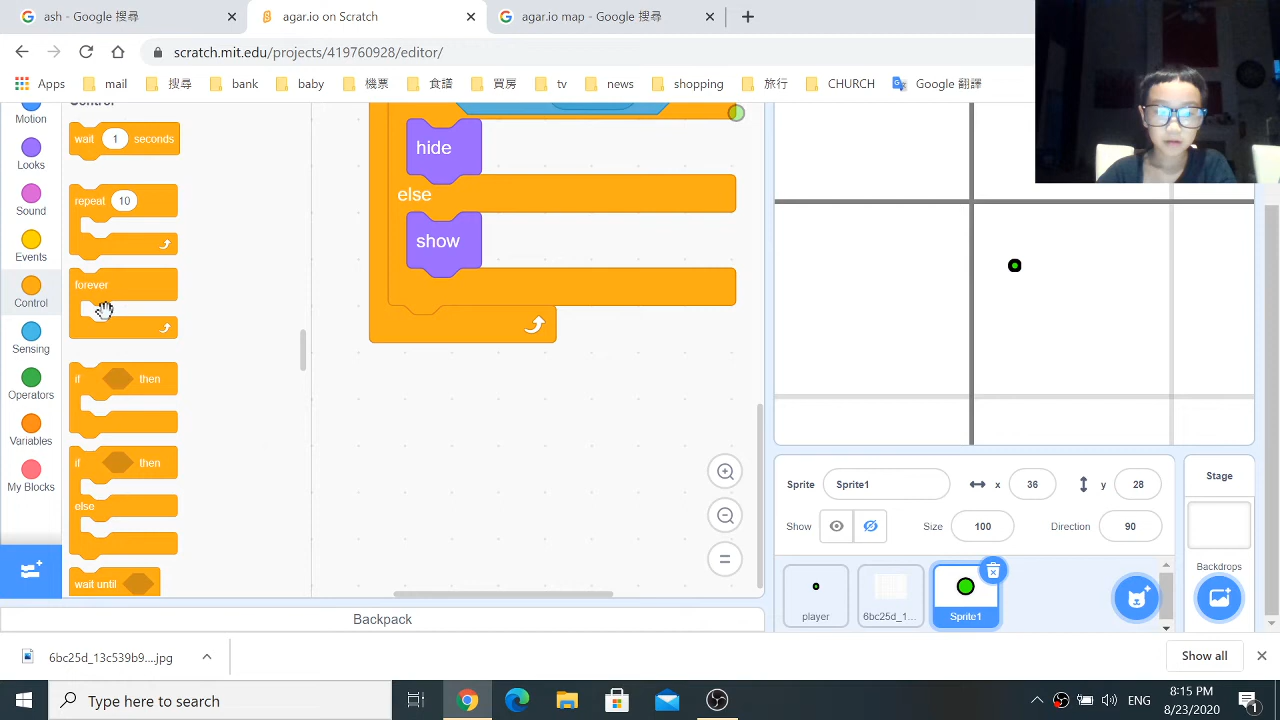 ash - Google 搜尋
agar.io on Scratch
agar.io map - Google 搜尋
scratch.mit.edu/projects/419760928/editor/
Apps mail 搜尋 bank baby 機票 食譜 買房 tv news shopping 旅行 CHURCH Google 翻譯
Motion
Looks
Sound
Events
Control
Sensing
Operators
Variables
My Blocks
wait 1 seconds
repeat 10
forever
if then
if then
else
wait until
hide
else
show
Sprite Sprite1 x 36 y 28
Show Size 100 Direction 90
player
6bc25d_1...
Sprite1
Stage
Backdrops
Backpack
6bc25d_13c539b9....jpg
Show all
Type here to search
ENG
8:15 PM
8/23/2020
1